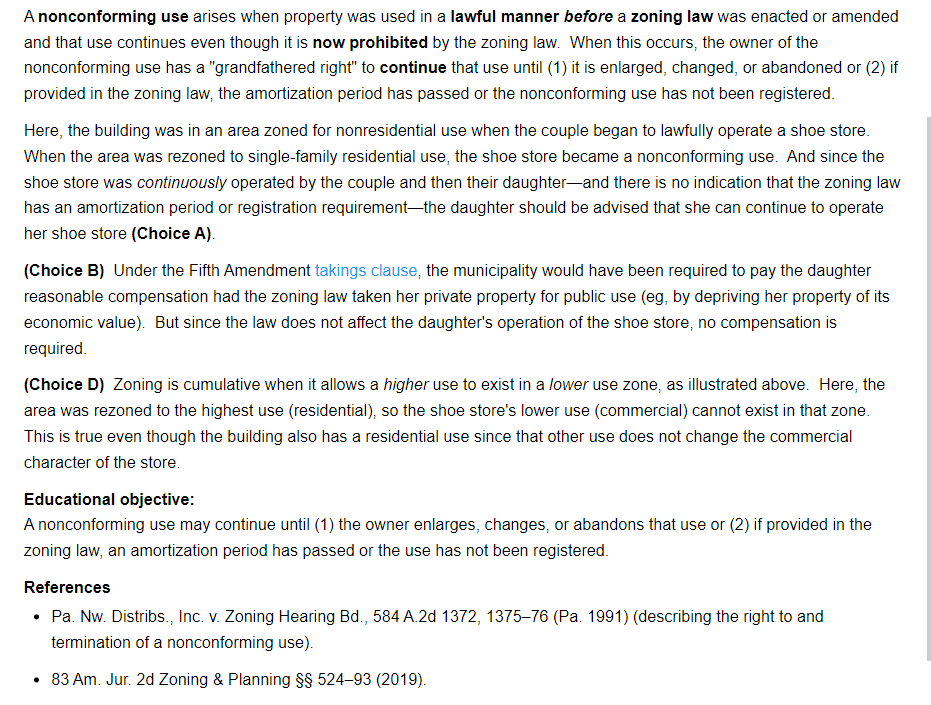 A nonconforming use arises when property was used in a lawful manner before a zoning law was enacted or amended
and that use continues even though it is now prohibited by the zoning law.  When this occurs, the owner of the
nonconforming use has a "grandfathered right" to continue that use until (1) it is enlarged, changed, or abandoned or (2) if
provided in the zoning law, the amortization period has passed or the nonconforming use has not been registered.
Here, the building was in an area zoned for nonresidential use when the couple began to lawfully operate a shoe store.
When the area was rezoned to single-family residential use, the shoe store became a nonconforming use.  And since the
shoe store was continuously operated by the couple and then their daughter—and there is no indication that the zoning law
has an amortization period or registration requirement—the daughter should be advised that she can continue to operate
her shoe store (Choice A).
(Choice B)  Under the Fifth Amendment takings clause, the municipality would have been required to pay the daughter
reasonable compensation had the zoning law taken her private property for public use (eg, by depriving her property of its
economic value).  But since the law does not affect the daughter's operation of the shoe store, no compensation is
required.
(Choice D)  Zoning is cumulative when it allows a higher use to exist in a lower use zone, as illustrated above.  Here, the
area was rezoned to the highest use (residential), so the shoe store's lower use (commercial) cannot exist in that zone.
This is true even though the building also has a residential use since that other use does not change the commercial
character of the store.
Educational objective:
A nonconforming use may continue until (1) the owner enlarges, changes, or abandons that use or (2) if provided in the
zoning law, an amortization period has passed or the use has not been registered.
References
• Pa. Nw. Distribs., Inc. v. Zoning Hearing Bd., 584 A.2d 1372, 1375–76 (Pa. 1991) (describing the right to and
termination of a nonconforming use).
• 83 Am. Jur. 2d Zoning & Planning §§ 524–93 (2019).